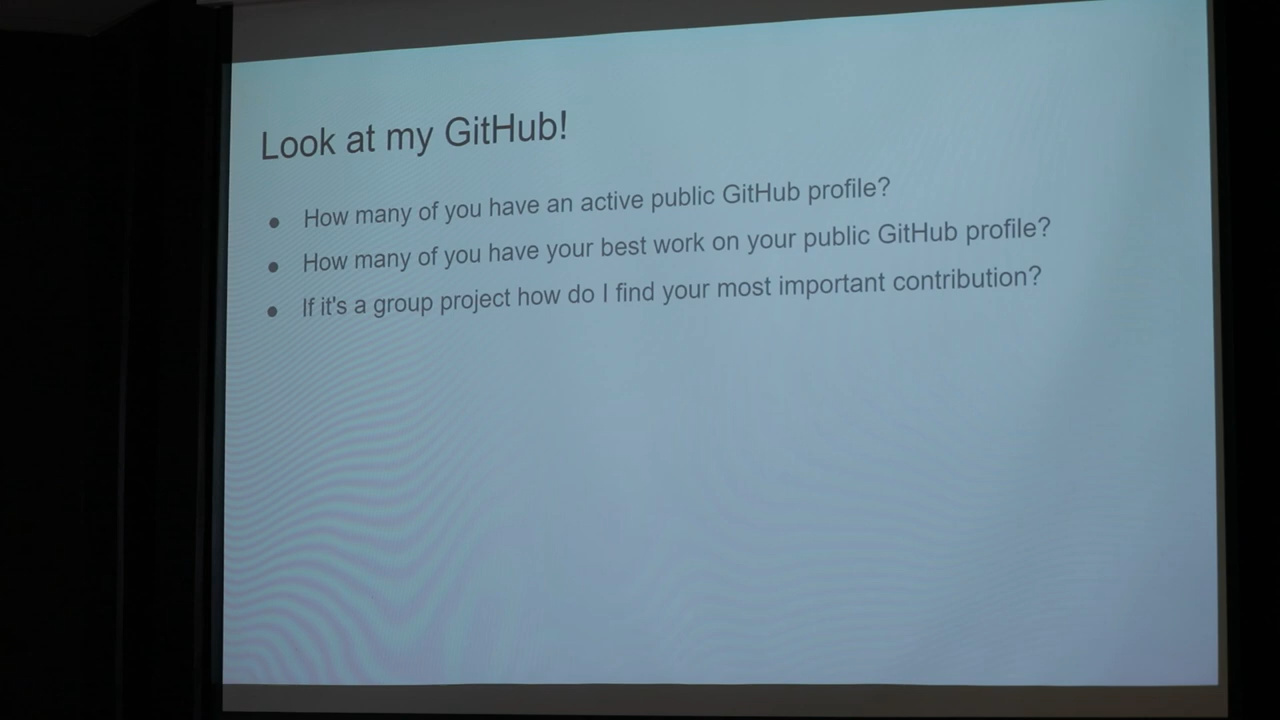 Look at my GitHub!
● How many of you have an active public GitHub profile?
● How many of you have your best work on your public GitHub profile?
● If it's a group project how do I find your most important contribution?